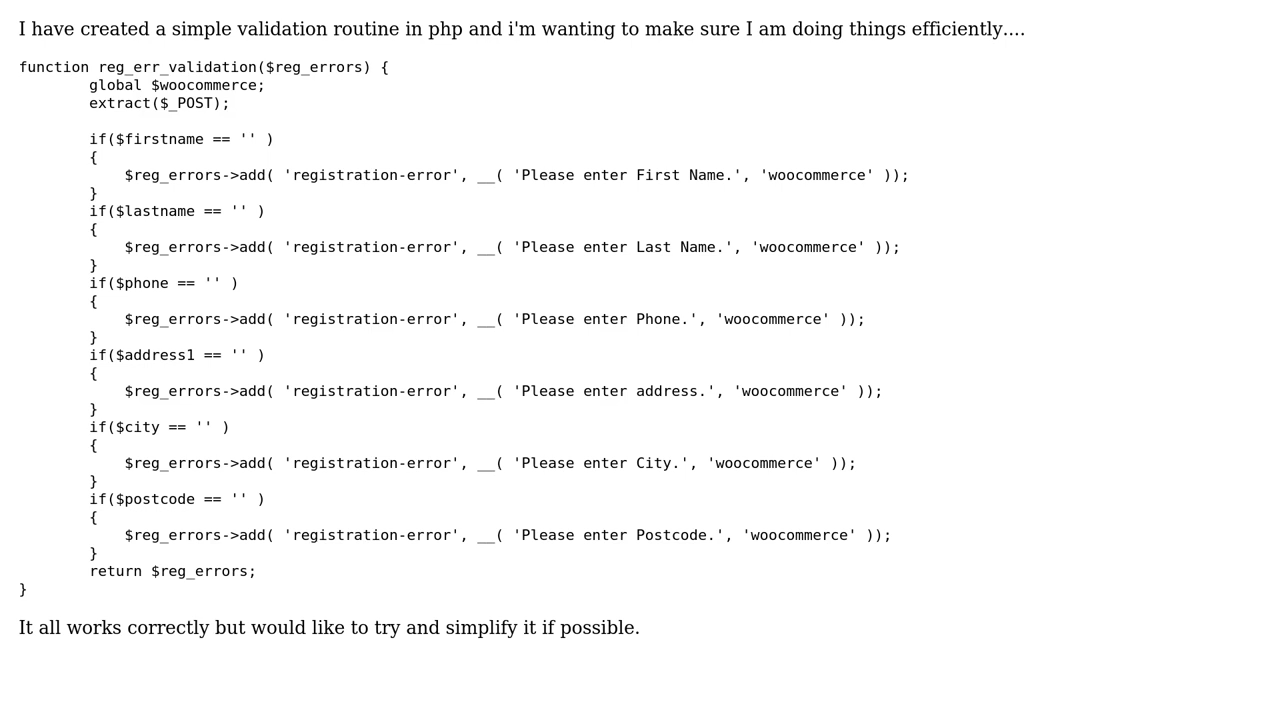 I have created a simple validation routine in php and i'm wanting to make sure I am doing things efficiently....
function reg_err_validation($reg_errors) {
        global $woocommerce;
        extract($_POST);

        if($firstname == '' )
        {
            $reg_errors->add( 'registration-error', __( 'Please enter First Name.', 'woocommerce' ));
        }
        if($lastname == '' )
        {
            $reg_errors->add( 'registration-error', __( 'Please enter Last Name.', 'woocommerce' ));
        }
        if($phone == '' )
        {
            $reg_errors->add( 'registration-error', __( 'Please enter Phone.', 'woocommerce' ));
        }
        if($address1 == '' )
        {
            $reg_errors->add( 'registration-error', __( 'Please enter address.', 'woocommerce' ));
        }
        if($city == '' )
        {
            $reg_errors->add( 'registration-error', __( 'Please enter City.', 'woocommerce' ));
        }
        if($postcode == '' )
        {
            $reg_errors->add( 'registration-error', __( 'Please enter Postcode.', 'woocommerce' ));
        }
        return $reg_errors;
}
It all works correctly but would like to try and simplify it if possible.